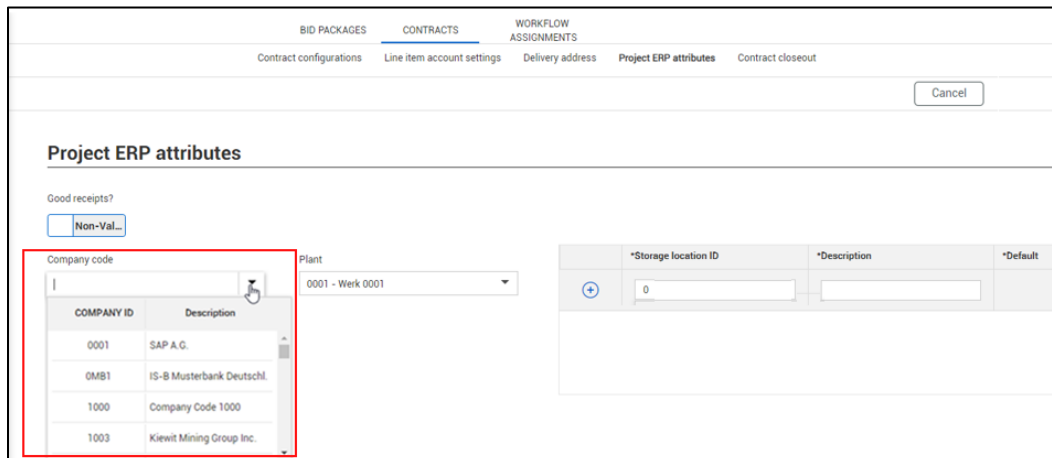 BID PACKAGES CONTRACTS WORKFLOW ASSIGNMENTS
Contract configurations Line item account settings Delivery address Project ERP attributes Contract closeout
Cancel
Project ERP attributes
Good receipts?
Non-Val...
Company code Plant *Storage location ID *Description *Default
0001 - Werk 0001 0
COMPANY ID Description
0001 SAP A.G.
0MB1 IS-B Musterbank Deutschl.
1000 Company Code 1000
1003 Kiewit Mining Group Inc.